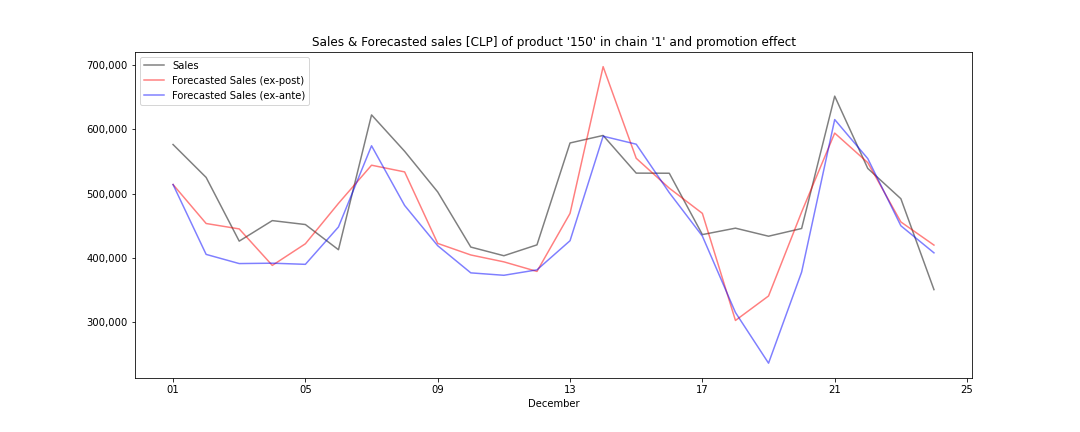 Sales & Forecasted sales [CLP] of product '150' in chain '1' and promotion effect
Sales
Forecasted Sales (ex-post)
Forecasted Sales (ex-ante)
700,000
600,000
500,000
400,000
300,000
01 05 09 13 17 21 25
December